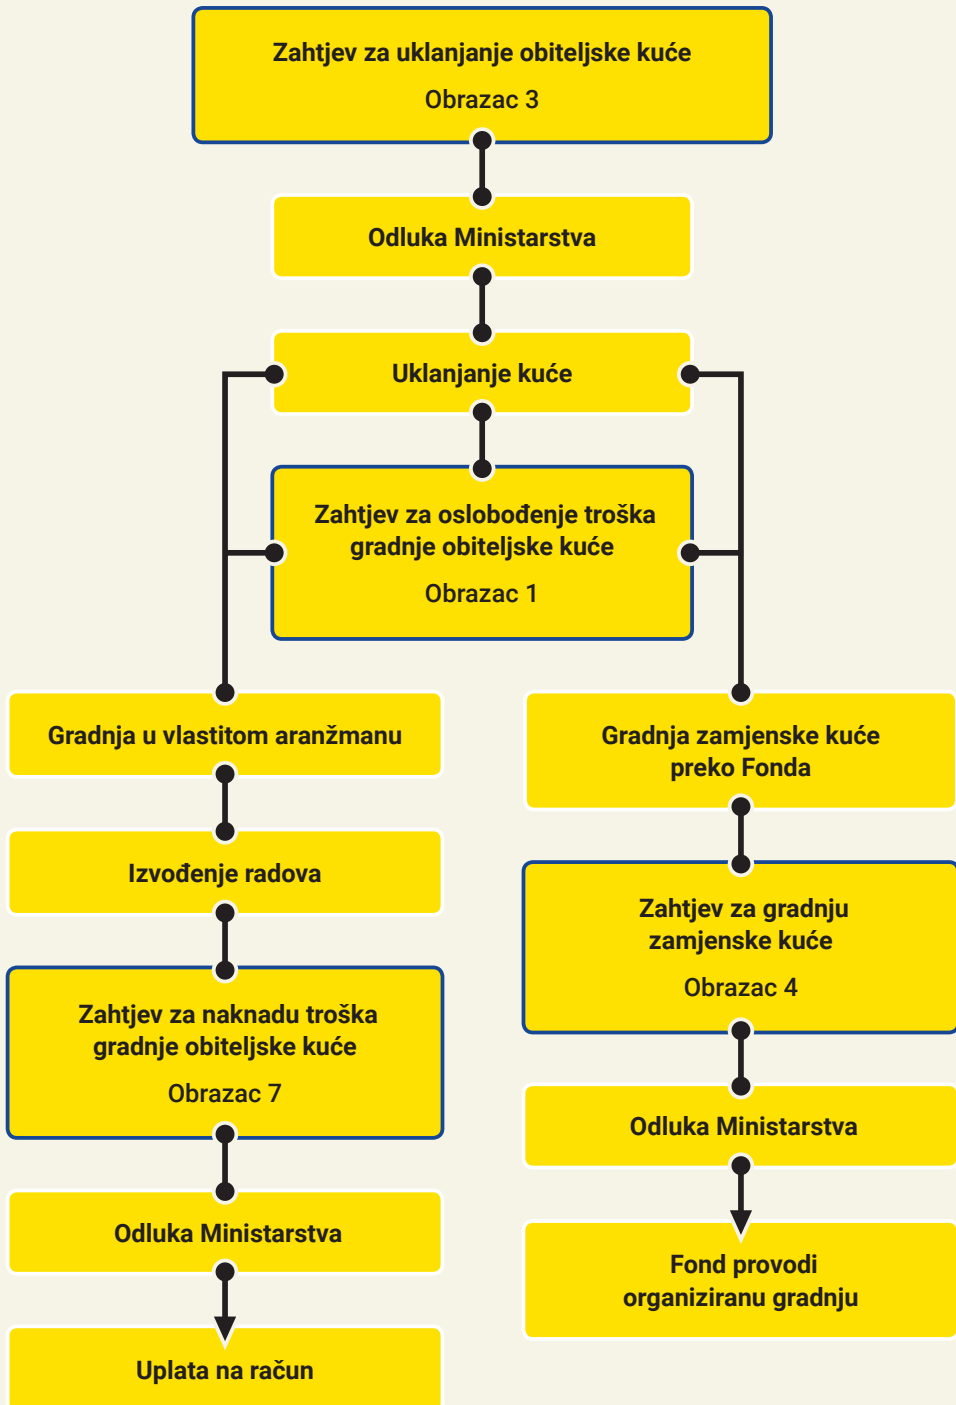 Zahtjev za uklanjanje obiteljske kuće
Obrazac 3
Odluka Ministarstva
Uklanjanje kuće
Zahtjev za oslobođenje troška
gradnje obiteljske kuće
Obrazac 1
Gradnja u vlastitom aranžmanu
Izvođenje radova
Zahtjev za naknadu troška
gradnje obiteljske kuće
Obrazac 7
Odluka Ministarstva
Uplata na račun
Gradnja zamjenske kuće
preko Fonda
Zahtjev za gradnju
zamjenske kuće
Obrazac 4
Odluka Ministarstva
Fond provodi
organiziranu gradnju